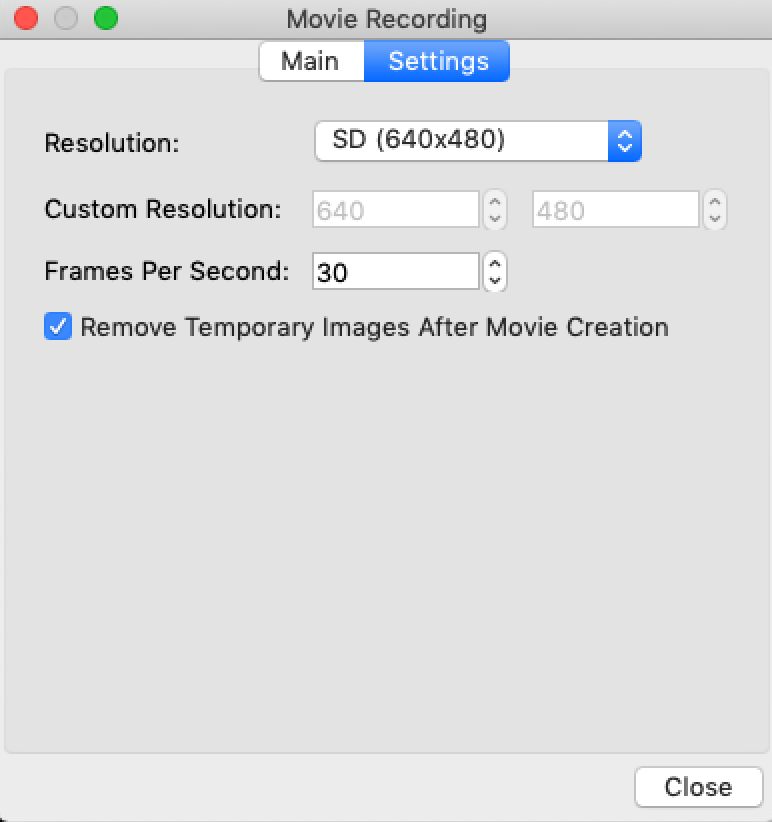 Movie Recording
Main Settings
Resolution: SD (640x480)
Custom Resolution: 640 480
Frames Per Second: 30
Remove Temporary Images After Movie Creation
Close